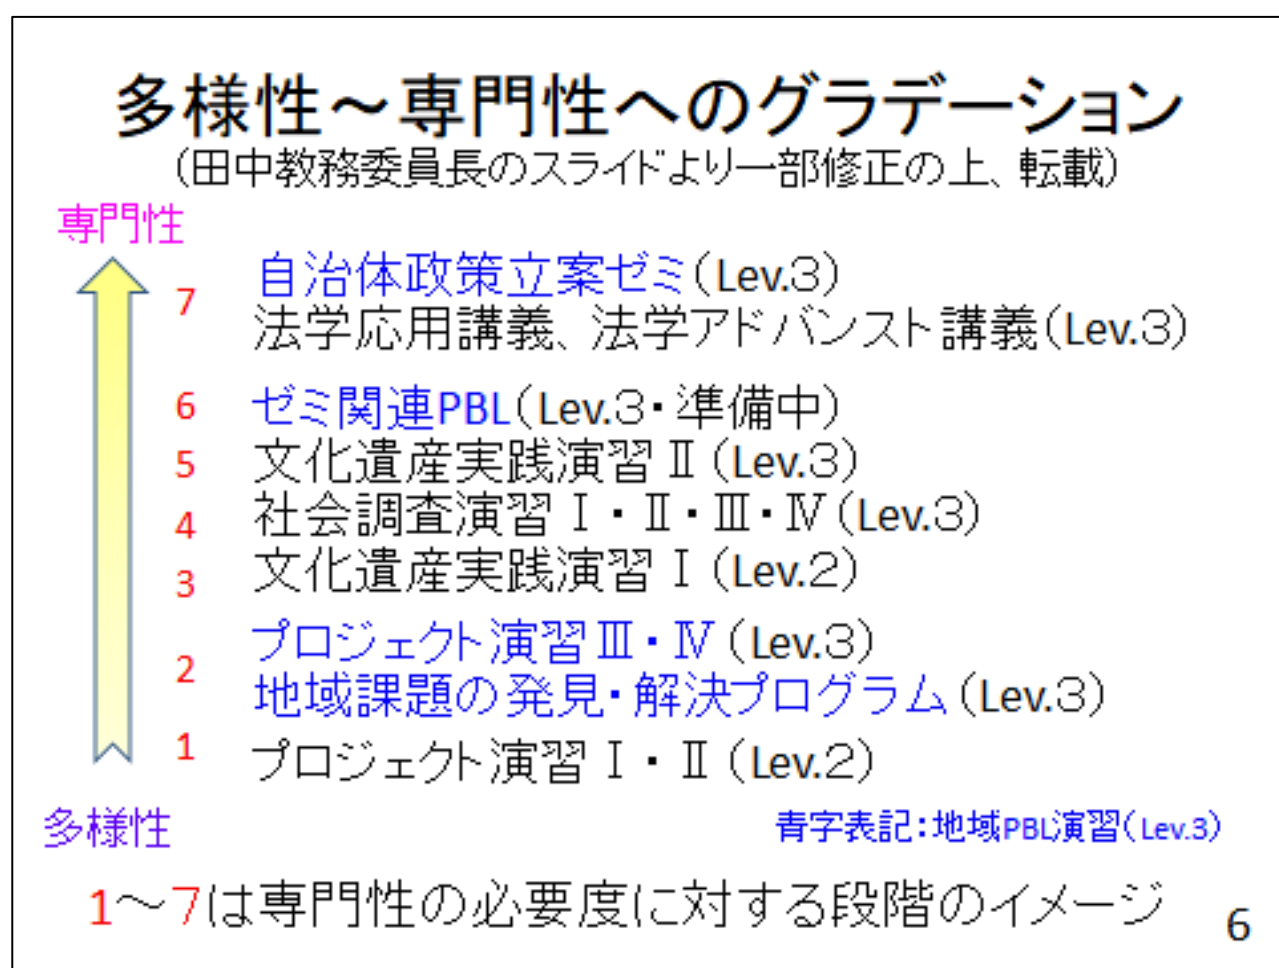 多様性～専門性へのグラデーション
（田中教務委員長のスライドより一部修正の上、転載）
専門性
7
自治体政策立案ゼミ（Lev.3）
法学応用講義、法学アドバンスト講義（Lev.3）
6 ゼミ関連PBL（Lev.3・準備中）
5 文化遺産実践演習Ⅱ（Lev.3）
4 社会調査演習Ⅰ・Ⅱ・Ⅲ・Ⅳ（Lev.3）
3 文化遺産実践演習Ⅰ（Lev.2）
2
プロジェクト演習Ⅲ・Ⅳ（Lev.3）
地域課題の発見・解決プログラム（Lev.3）
1 プロジェクト演習Ⅰ・Ⅱ（Lev.2）
多様性
青字表記：地域PBL演習（Lev.3）
1～7は専門性の必要度に対する段階のイメージ
6